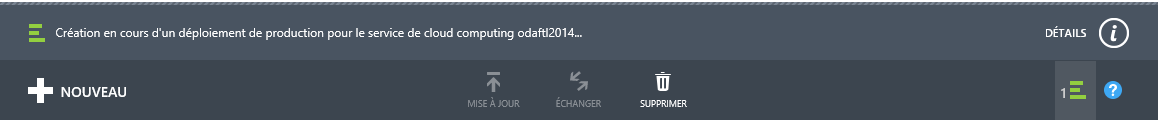 Création en cours d'un déploiement de production pour le service de cloud computing odaftl2014...
DÉTAILS
NOUVEAU
MISE À JOUR
ÉCHANGER
SUPPRIMER
1
?